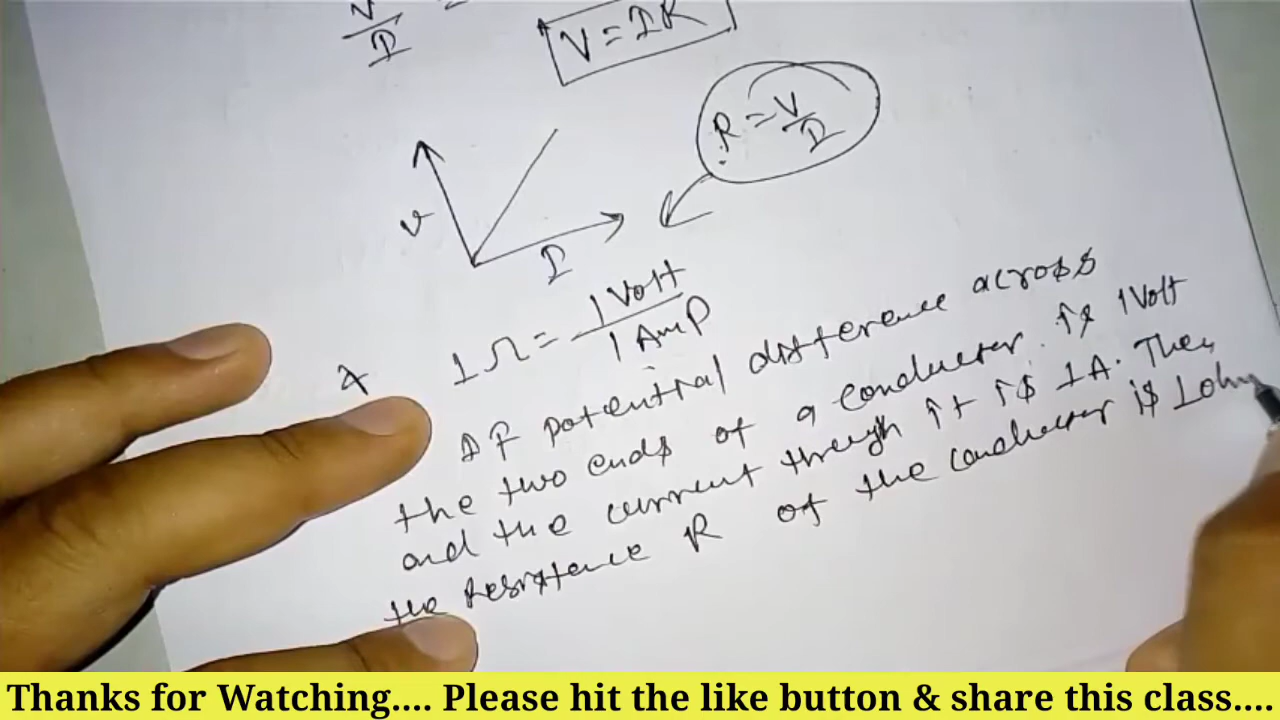 V/I
V = IR
R = V/I
V
I
1Ω = 1 Volt / 1 Amp
If potential difference across
the two ends of a conductor is 1 Volt
and the current through it is 1A. Then
the Resistance R of the conductor is 1 ohm
Thanks for Watching.... Please hit the like button & share this class....